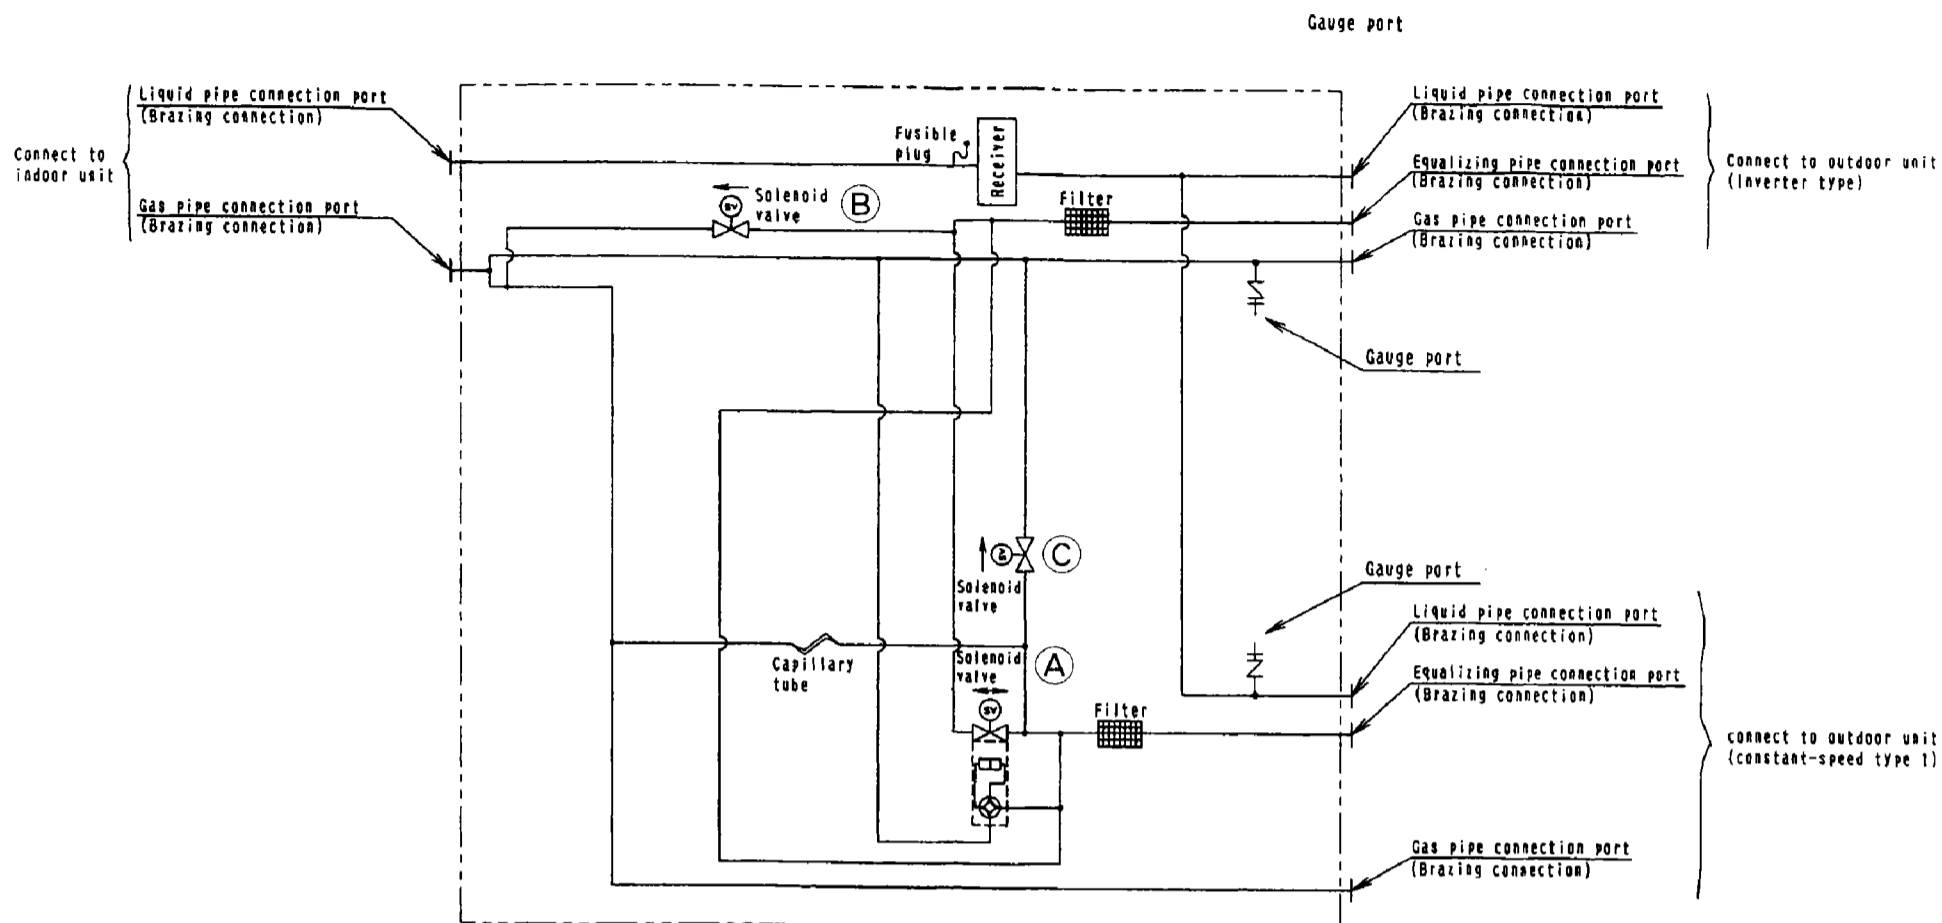 Gauge port
Liquid pipe connection port
(Brazing connection)
Connect to
indoor unit
Gas pipe connection port
(Brazing connection)
Fusible
plug
Receiver
SV
Solenoid
valve
B
Filter
Liquid pipe connection port
(Brazing connection)
Equalizing pipe connection port
(Brazing connection)
Gas pipe connection port
(Brazing connection)
Connect to outdoor unit
(Inverter type)
Gauge port
SV
C
Solenoid
valve
Capillary
tube
Solenoid
valve
A
SV
Filter
Gauge port
Liquid pipe connection port
(Brazing connection)
Equalizing pipe connection port
(Brazing connection)
connect to outdoor unit
(constant-speed type 1)
Gas pipe connection port
(Brazing connection)